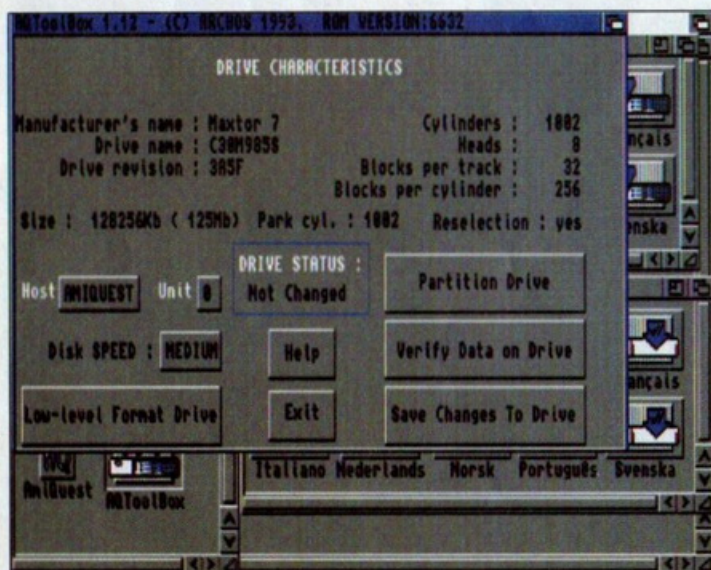 AQToolBox 1.12 - (C) ARCHOS 1993. ROM VERSION:6632
DRIVE CHARACTERISTICS
Manufacturer's name : Maxtor 7
Drive name : C30M9856
Drive revision : 3A5F
Cylinders : 1002
Heads : 8
Blocks per track : 32
Blocks per cylinder : 256
Size : 128256Kb ( 125Mb) Park cyl. : 1002 Reselection : yes
Host AMIQUEST Unit 0
DRIVE STATUS :
Not Changed
Partition Drive
Disk SPEED : MEDIUM
Help
Verify Data on Drive
Low-level Format Drive
Exit
Save Changes To Drive
nçais
enska
ançais
Italiano Nederlands Norsk Português Svenska
AmiQuest
AQToolBox